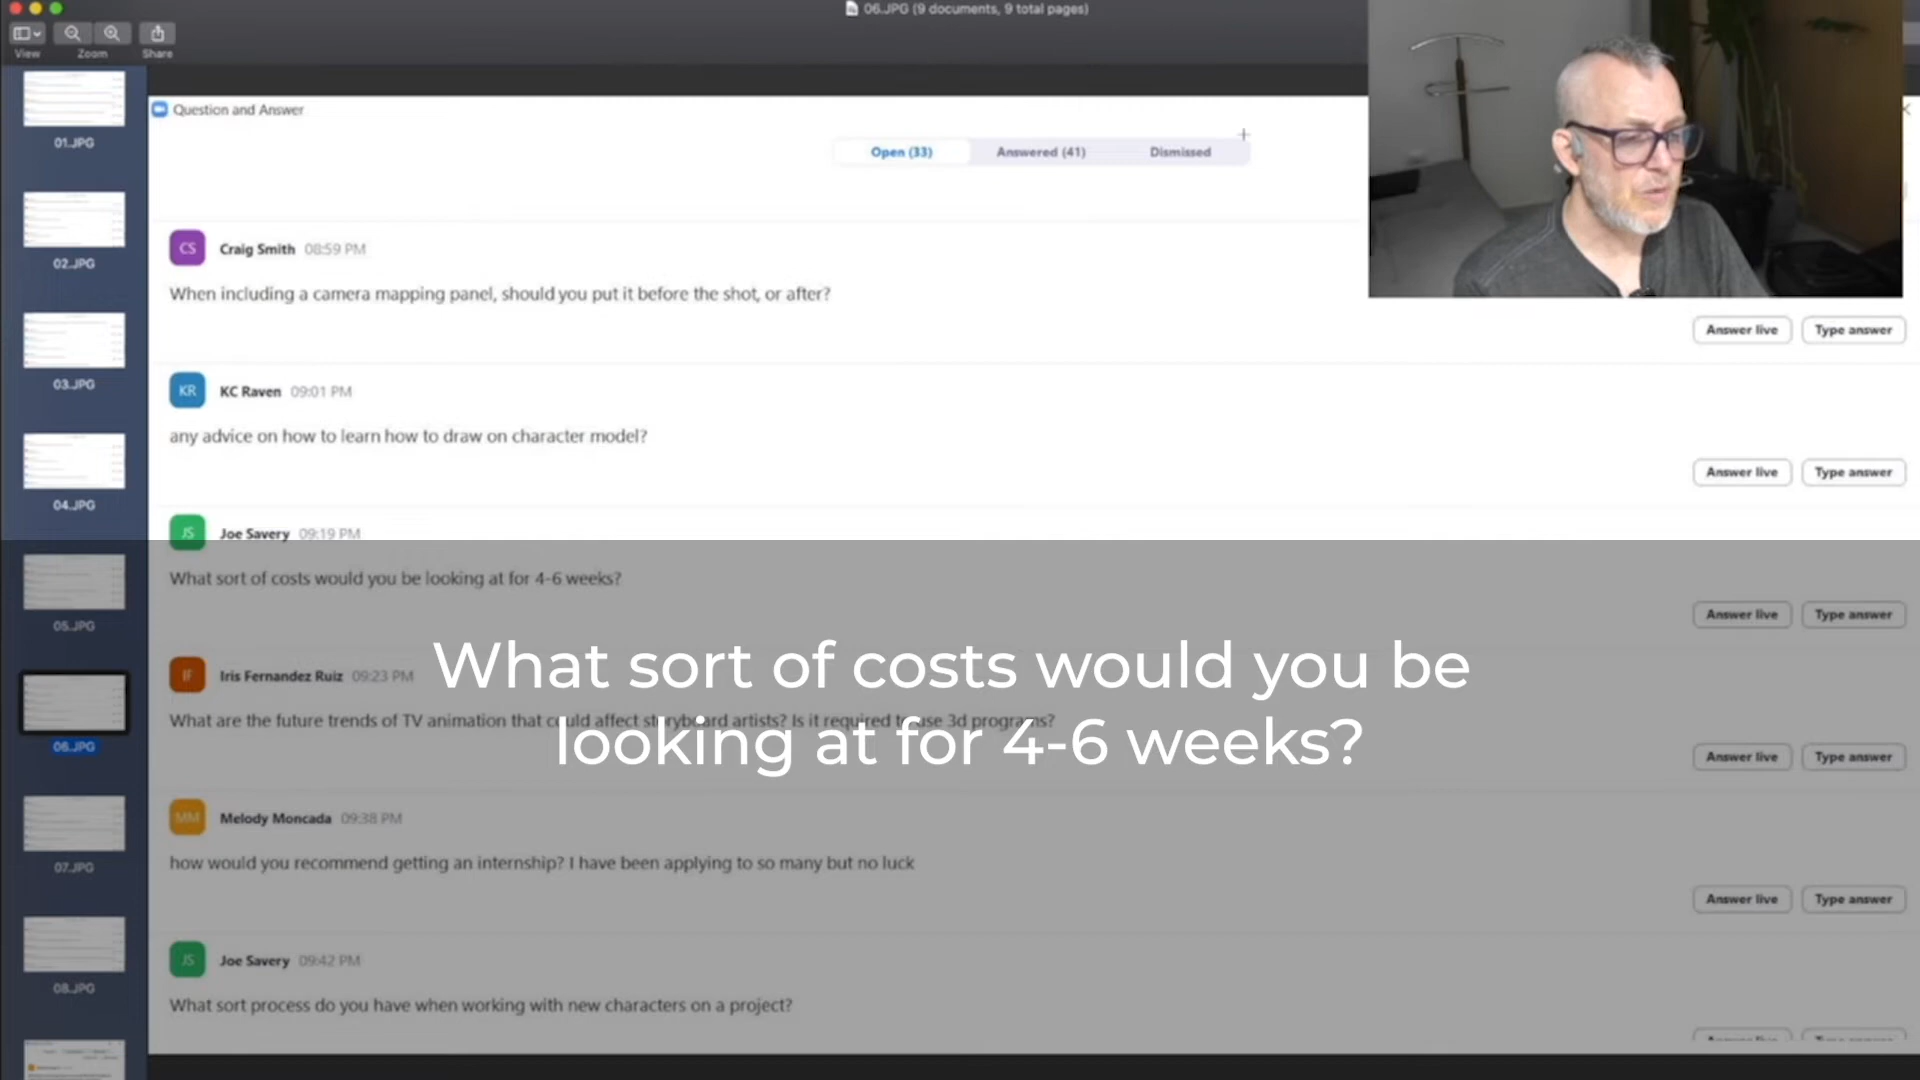 06.JPG (9 documents, 9 total pages)
View
Zoom
Share
01.JPG
02.JPG
03.JPG
04.JPG
05.JPG
06.JPG
07.JPG
08.JPG
Question and Answer
Open (33)
Answered (41)
Dismissed
CS
Craig Smith 08:59 PM
When including a camera mapping panel, should you put it before the shot, or after?
Answer live
Type answer
KR
KC Raven 09:01 PM
any advice on how to learn how to draw on character model?
Answer live
Type answer
JS
Joe Savery 09:19 PM
What sort of costs would you be looking at for 4-6 weeks?
Answer live
Type answer
IF
Iris Fernandez Ruiz 09:23 PM
What are the future trends of TV animation that could affect storyboard artists? Is it required to use 3d programs?
Answer live
Type answer
What sort of costs would you be
looking at for 4-6 weeks?
MM
Melody Moncada 09:38 PM
how would you recommend getting an internship? I have been applying to so many but no luck
Answer live
Type answer
JS
Joe Savery 09:42 PM
What sort process do you have when working with new characters on a project?